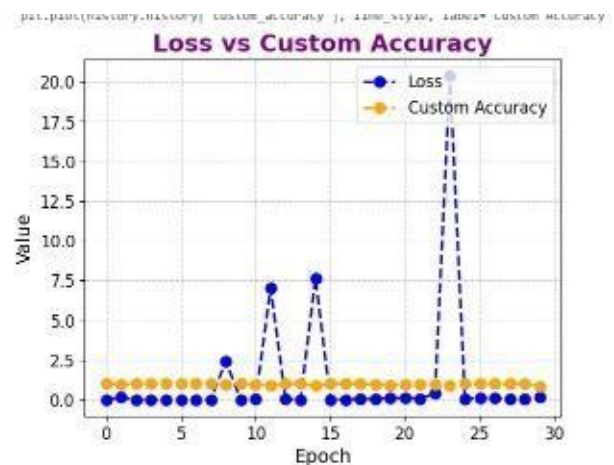 plt.plot(history.history['custom_accuracy'], line_style, label='Custom Accuracy'
Loss vs Custom Accuracy
20.0
Loss
Custom Accuracy
17.5
15.0
12.5
10.0
Value
7.5
5.0
2.5
0.0
0 5 10 15 20 25 30
Epoch